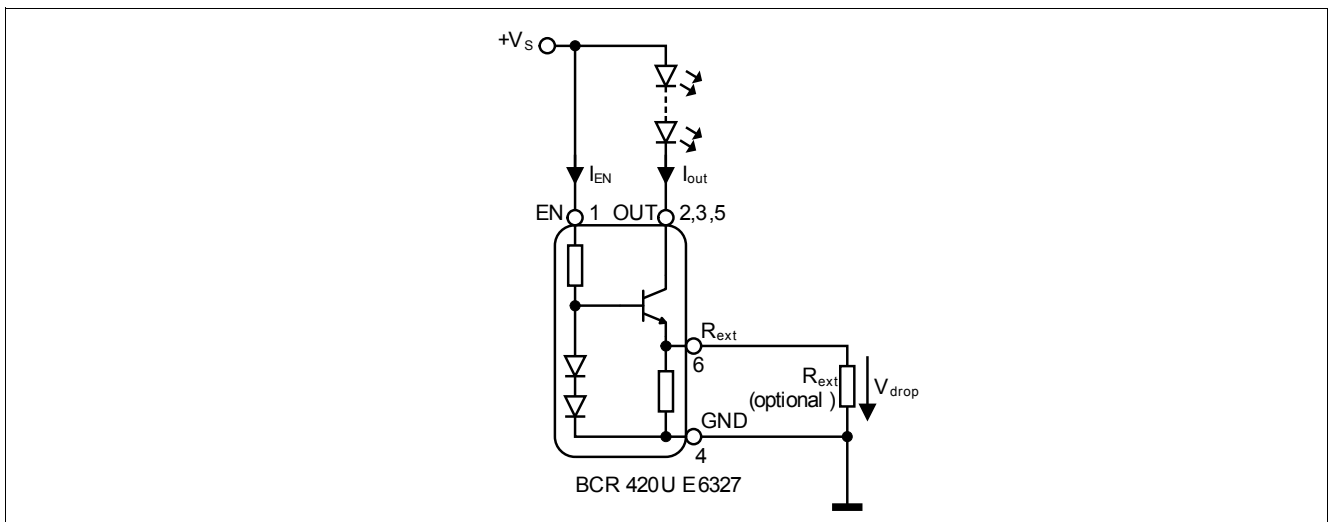 +VS
IEN
Iout
EN 1 OUT 2,3,5
Rext
6
Rext
(optional )
Vdrop
GND
4
BCR 420U E6327